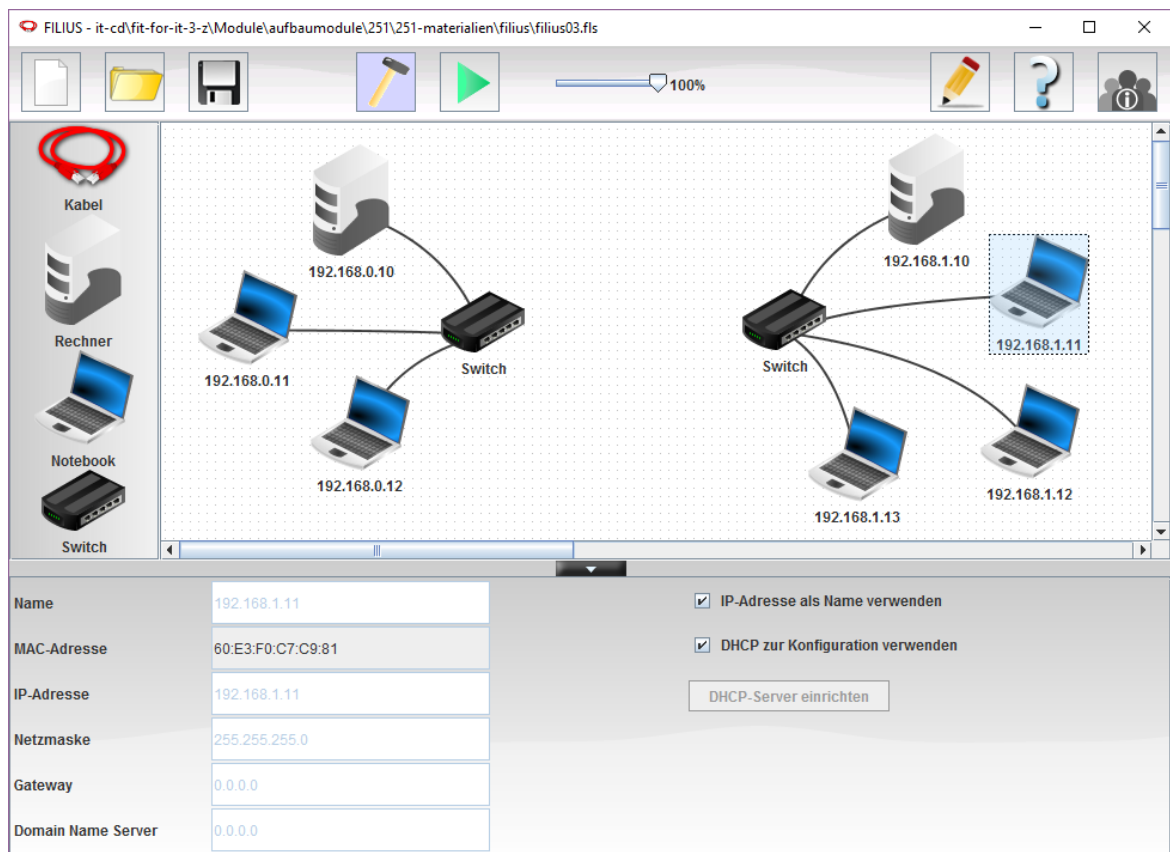 FILIUS - it-cd\fit-for-it-3-z\Module\aufbaumodule\251\251-materialien\filius\filius03.fls
100%
Kabel
Rechner
Notebook
Switch
192.168.0.10
192.168.0.11
Switch
192.168.0.12
192.168.1.10
192.168.1.11
Switch
192.168.1.12
192.168.1.13
Name 192.168.1.11
MAC-Adresse 60:E3:F0:C7:C9:81
IP-Adresse 192.168.1.11
Netzmaske 255.255.255.0
Gateway 0.0.0.0
Domain Name Server 0.0.0.0
IP-Adresse als Name verwenden
DHCP zur Konfiguration verwenden
DHCP-Server einrichten